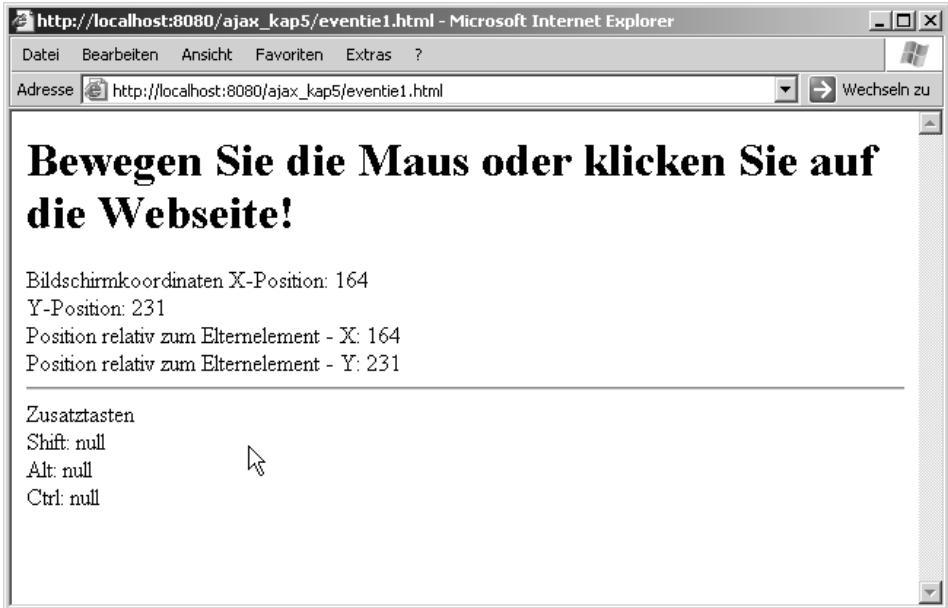 http://localhost:8080/ajax_kap5/eventie1.html - Microsoft Internet Explorer
Datei Bearbeiten Ansicht Favoriten Extras ?
Adresse http://localhost:8080/ajax_kap5/eventie1.html Wechseln zu
Bewegen Sie die Maus oder klicken Sie auf
die Webseite!
Bildschirmkoordinaten X-Position: 164
Y-Position: 231
Position relativ zum Elternelement - X: 164
Position relativ zum Elternelement - Y: 231
Zusatztasten
Shift: null
Alt: null
Ctrl: null